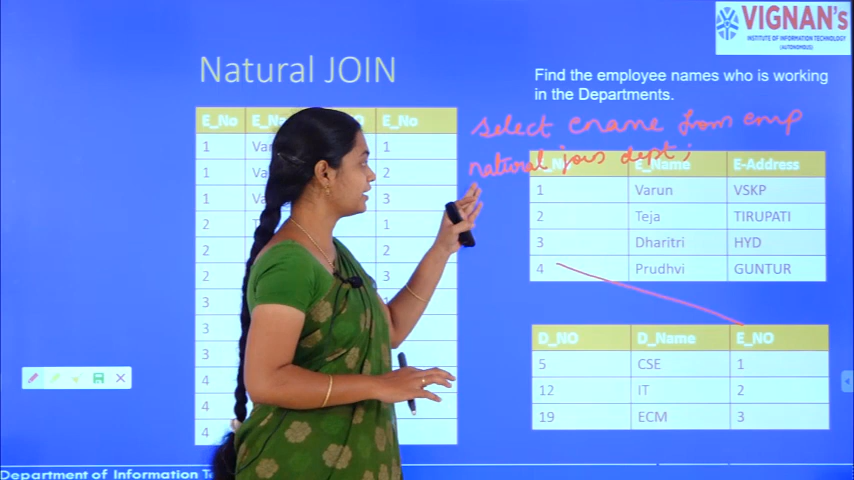 VIGNAN's
INSTITUTE OF INFORMATION TECHNOLOGY
(AUTONOMOUS)
Natural JOIN
Find the employee names who is working
in the Departments.
select ename from emp
natural join dept;
E_No E_No
1 1
1 2
1 3
2 1
2 2
2 3
3
3
3
4
4
4
E_Name E-Address
1 Varun VSKP
2 Teja TIRUPATI
3 Dharitri HYD
4 Prudhvi GUNTUR
D_NO D_Name E_NO
5 CSE 1
12 IT 2
19 ECM 3
Department of Information